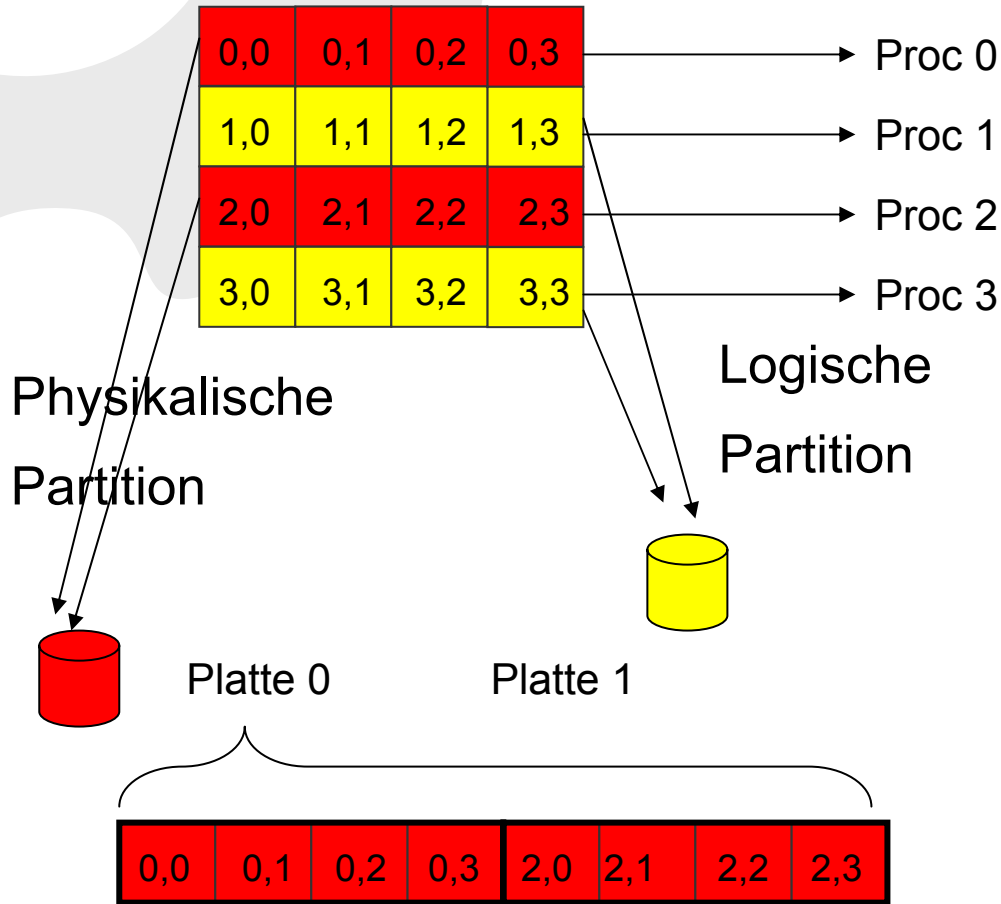 0,0 0,1 0,2 0,3 Proc 0
1,0 1,1 1,2 1,3 Proc 1
2,0 2,1 2,2 2,3 Proc 2
3,0 3,1 3,2 3,3 Proc 3
Physikalische
Partition
Logische
Partition
Platte 0 Platte 1
0,0 0,1 0,2 0,3 2,0 2,1 2,2 2,3